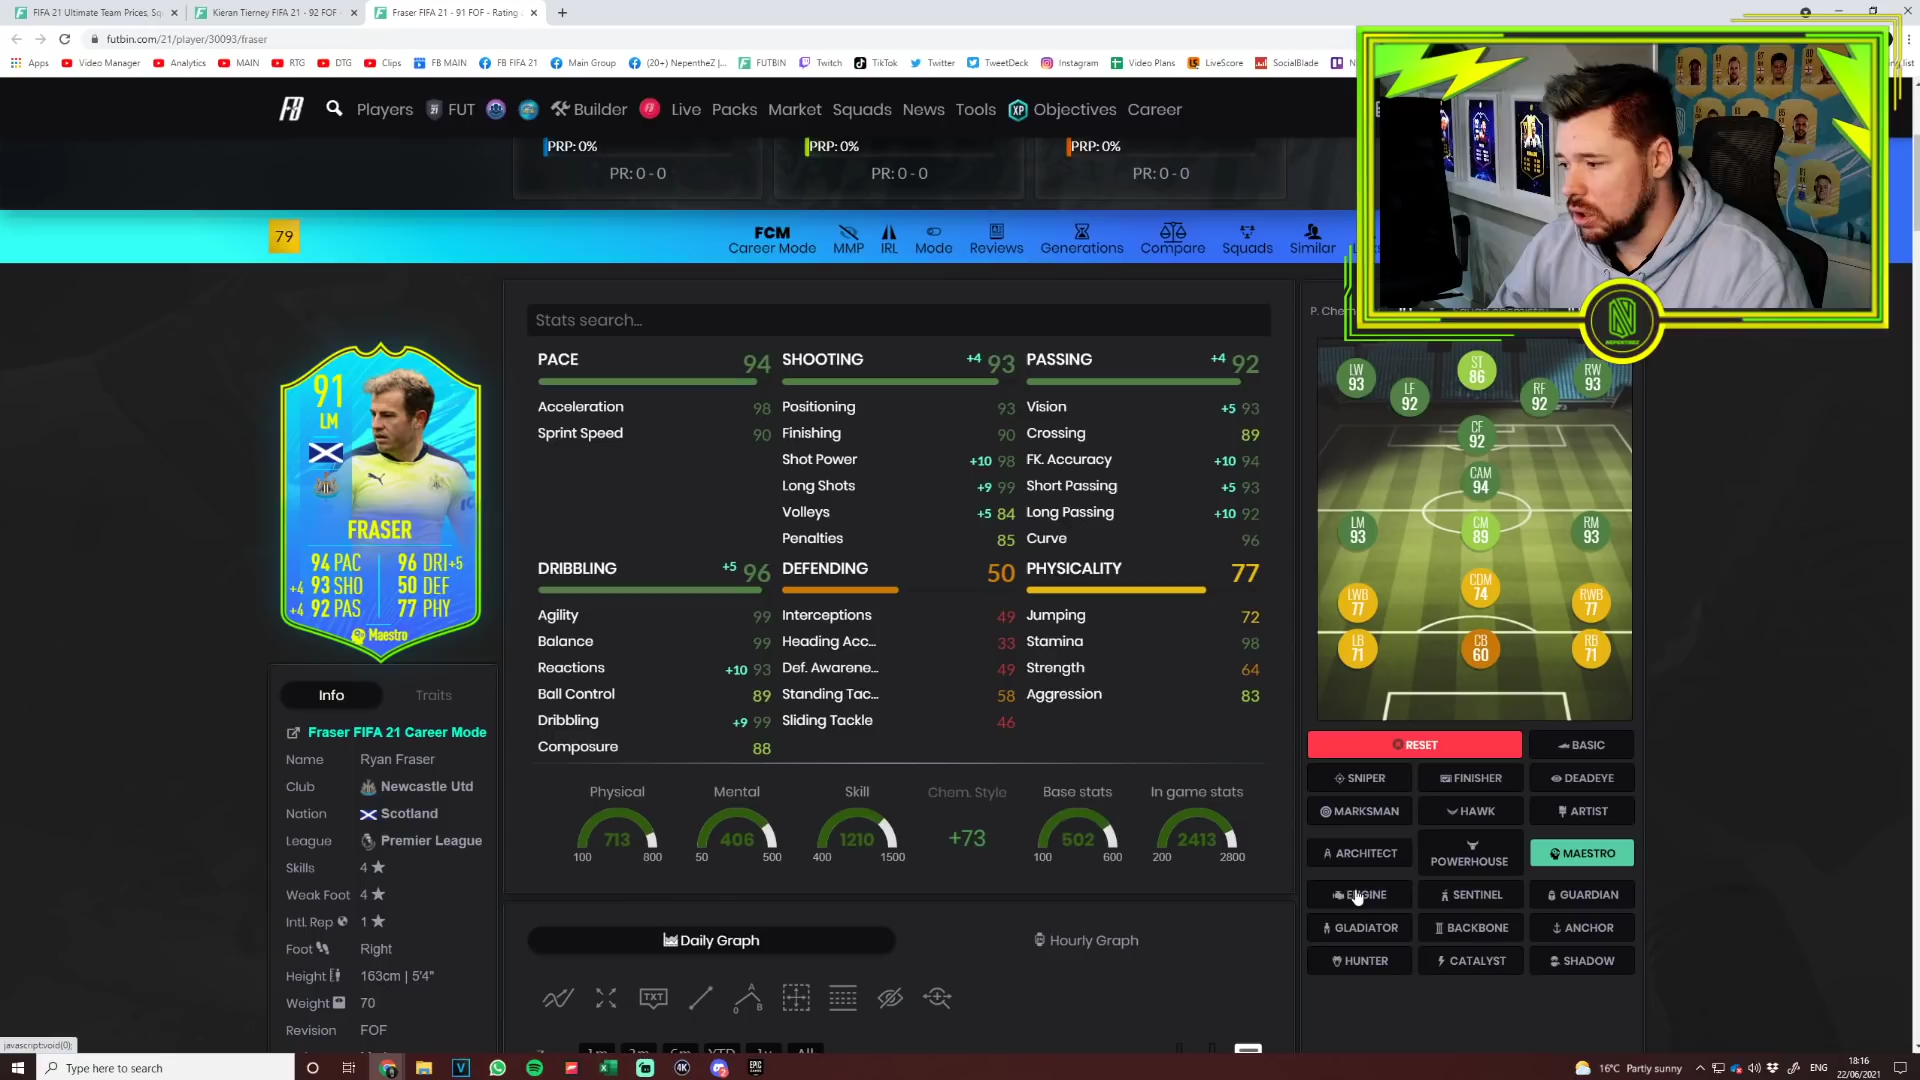 FIFA 21 Ultimate Team Prices, Sq
Kieran Tierney FIFA 21 - 92 FOF
Fraser FIFA 21 - 91 FOF - Rating
futbin.com/21/player/30093/fraser
Apps Video Manager Analytics MAIN RTG DTG Clips FB MAIN FB FIFA 21 Main Group (20+) NepentheZ |... FUTBIN Twitch TikTok Twitter TweetDeck Instagram Video Plans LiveScore SocialBlade
Players FUT Builder Live Packs Market Squads News Tools Objectives Career
PRP: 0% PRP: 0% PRP: 0%
PR: 0 - 0 PR: 0 - 0 PR: 0 - 0
79
FCM
Career Mode MMP IRL Mode Reviews Generations Compare Squads Similar
Stats search...
PACE 94 SHOOTING +4 93 PASSING +4 92
Acceleration 98 Positioning 93 Vision +5 93
Sprint Speed 90 Finishing 90 Crossing 89
Shot Power +10 98 FK. Accuracy +10 94
Long Shots +9 99 Short Passing +5 93
Volleys +5 84 Long Passing +10 92
Penalties 85 Curve 96
DRIBBLING +5 96 DEFENDING 50 PHYSICALITY 77
Agility 99 Interceptions 49 Jumping 72
Balance 99 Heading Acc... 33 Stamina 98
Reactions +10 93 Def. Awarene... 49 Strength 64
Ball Control 89 Standing Tac... 58 Aggression 83
Dribbling +9 99 Sliding Tackle 46
Composure 88
Physical Mental Skill Chem. Style Base stats In game stats
713 406 1210 +73 502 2413
100 800 50 500 400 1500 100 600 200 2800
91
LM
FRASER
94 PAC 96 DRI+5
+4 93 SHO 50 DEF
+4 92 PAS 77 PHY
Maestro
Info Traits
Fraser FIFA 21 Career Mode
Name Ryan Fraser
Club Newcastle Utd
Nation Scotland
League Premier League
Skills 4
Weak Foot 4
Intl. Rep 1
Foot Right
Height 163cm | 5'4"
Weight 70
Revision FOF
Daily Graph Hourly Graph
TXT
LW 93 ST 86 RW 93
LF 92 RF 92
CF 92
CAM 94
LM 93 CM 89 RM 93
LWB 77 CDM 74 RWB 77
LB 71 CB 60 RB 71
RESET BASIC
SNIPER FINISHER DEADEYE
MARKSMAN HAWK ARTIST
ARCHITECT POWERHOUSE MAESTRO
ENGINE SENTINEL GUARDIAN
GLADIATOR BACKBONE ANCHOR
HUNTER CATALYST SHADOW
NEPENTHEZ
javascript:void(0);
Type here to search
16°C Partly sunny
ENG
18:16
22/06/2021